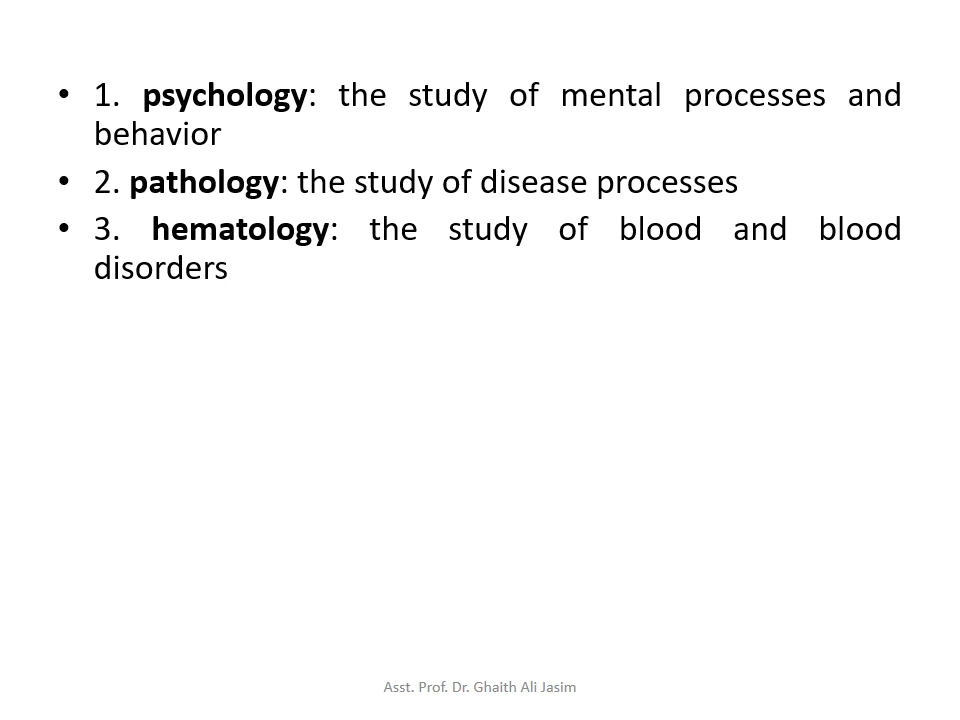 • 1. psychology: the study of mental processes and
behavior
• 2. pathology: the study of disease processes
• 3. hematology: the study of blood and blood
disorders
Asst. Prof. Dr. Ghaith Ali Jasim